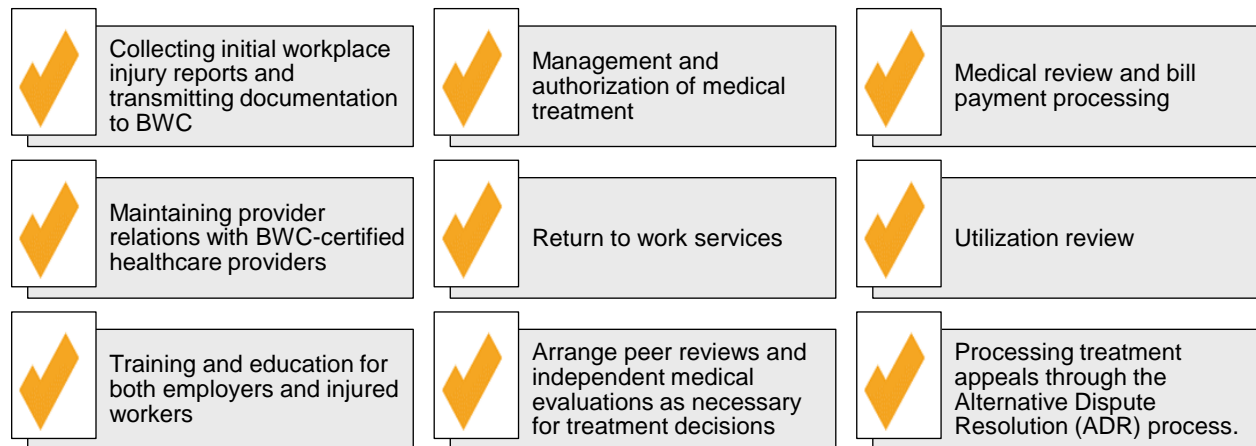 Collecting initial workplace
injury reports and
transmitting documentation
to BWC
Management and
authorization of medical
treatment
Medical review and bill
payment processing
Maintaining provider
relations with BWC-certified
healthcare providers
Return to work services
Utilization review
Training and education for
both employers and injured
workers
Arrange peer reviews and
independent medical
evaluations as necessary
for treatment decisions
Processing treatment
appeals through the
Alternative Dispute
Resolution (ADR) process.